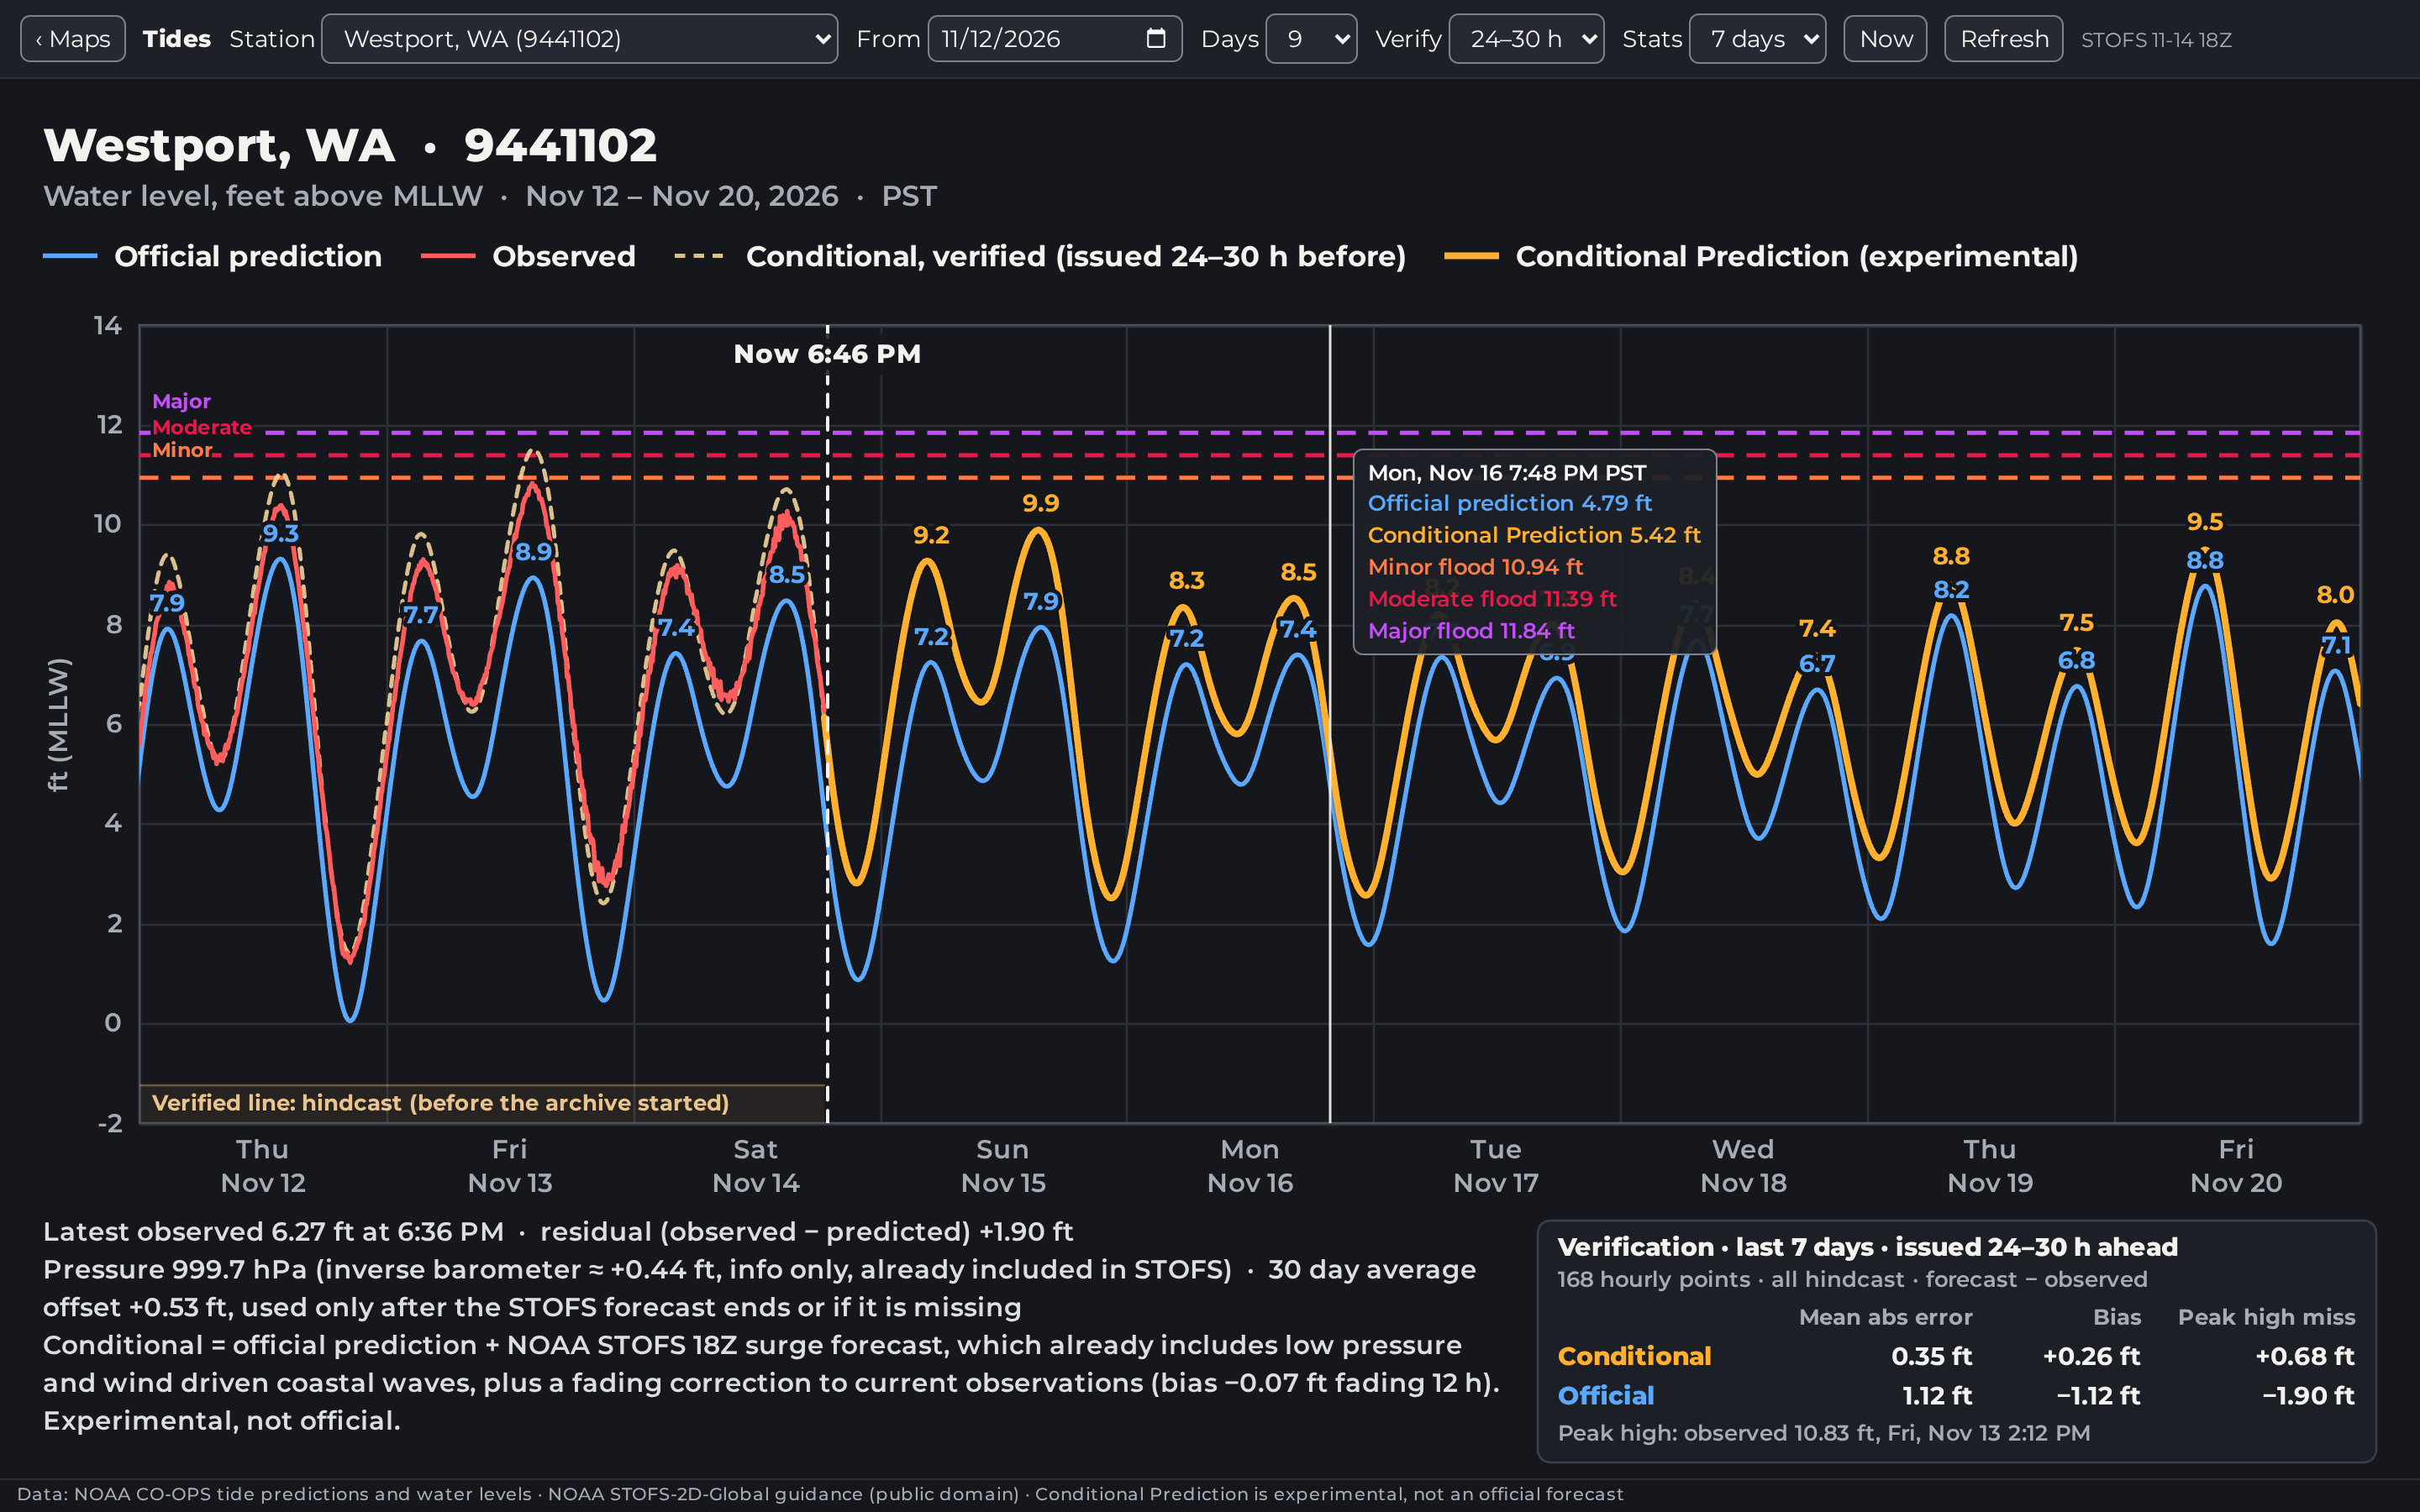 ‹ Maps Tides Station Westport, WA (9441102) From 11/12/2026 Days 9 Verify 24–30 h Stats 7 days Now Refresh STOFS 11-14 18Z
Westport, WA · 9441102
Water level, feet above MLLW · Nov 12 – Nov 20, 2026 · PST
Official prediction Observed Conditional, verified (issued 24–30 h before) Conditional Prediction (experimental)
14
12
10
8
6
4
2
0
-2
ft (MLLW)
Now 6:46 PM
Major
Moderate
Minor
7.9
9.3
7.7
8.9
7.4
8.5
9.2
7.2
9.9
7.9
8.3
7.2
8.5
7.4
Mon, Nov 16 7:48 PM PST
Official prediction 4.79 ft
Conditional Prediction 5.42 ft
Minor flood 10.94 ft
Moderate flood 11.39 ft
Major flood 11.84 ft
8.2
6.9
8.4
7.7
7.4
6.7
8.8
8.2
7.5
6.8
9.5
8.8
8.0
7.1
Verified line: hindcast (before the archive started)
Thu Fri Sat Sun Mon Tue Wed Thu Fri
Nov 12 Nov 13 Nov 14 Nov 15 Nov 16 Nov 17 Nov 18 Nov 19 Nov 20
Latest observed 6.27 ft at 6:36 PM · residual (observed − predicted) +1.90 ft
Pressure 999.7 hPa (inverse barometer ≈ +0.44 ft, info only, already included in STOFS) · 30 day average
offset +0.53 ft, used only after the STOFS forecast ends or if it is missing
Conditional = official prediction + NOAA STOFS 18Z surge forecast, which already includes low pressure
and wind driven coastal waves, plus a fading correction to current observations (bias −0.07 ft fading 12 h).
Experimental, not official.
Verification · last 7 days · issued 24–30 h ahead
168 hourly points · all hindcast · forecast − observed
Mean abs error Bias Peak high miss
Conditional 0.35 ft +0.26 ft +0.68 ft
Official 1.12 ft −1.12 ft −1.90 ft
Peak high: observed 10.83 ft, Fri, Nov 13 2:12 PM
Data: NOAA CO-OPS tide predictions and water levels · NOAA STOFS-2D-Global guidance (public domain) · Conditional Prediction is experimental, not an official forecast